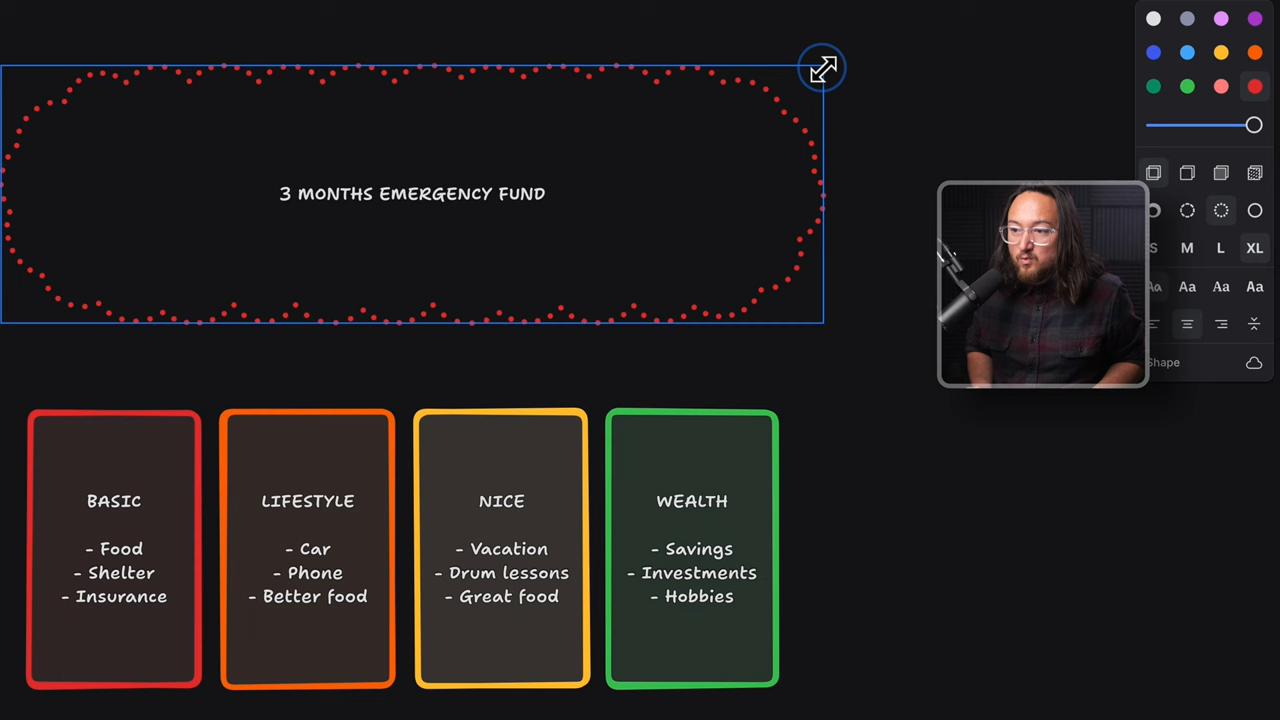 3 MONTHS EMERGENCY FUND
S M L XL
Aa Aa Aa Aa
Shape
BASIC
- Food
- Shelter
- Insurance
LIFESTYLE
- Car
- Phone
- Better food
NICE
- Vacation
- Drum lessons
- Great food
WEALTH
- Savings
- Investments
- Hobbies